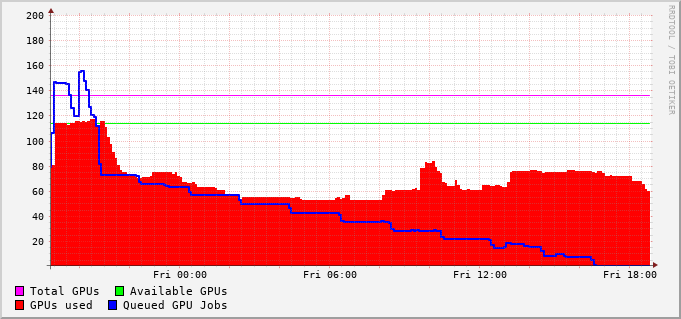 200
180
160
140
120
100
80
60
40
20
Fri 00:00 Fri 06:00 Fri 12:00 Fri 18:00
Total GPUs Available GPUs
GPUs used Queued GPU Jobs
RRDTOOL / TOBI OETIKER